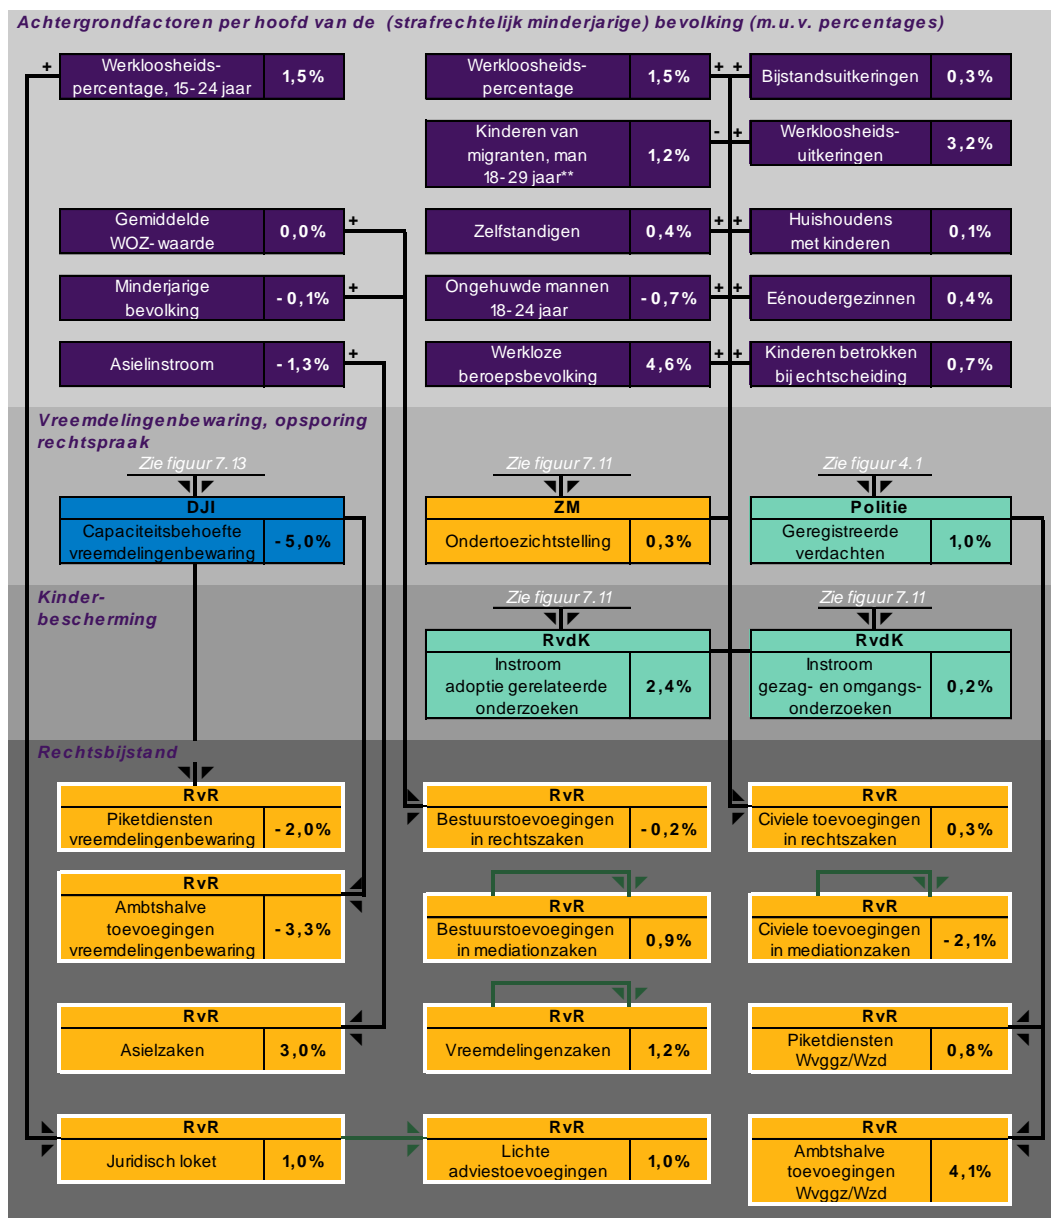 Achtergrondfactoren per hoofd van de (strafrechtelijk minderjarige) bevolking (m.u.v. percentages)
+
Werkloosheids-
percentage, 15-24 jaar
1,5%
Werkloosheids-
percentage
1,5%
+ +
Bijstandsuitkeringen
0,3%
Kinderen van
migranten, man
18-29 jaar**
1,2%
- +
Werkloosheids-
uitkeringen
3,2%
Gemiddelde
WOZ-waarde
0,0%
+
Zelfstandigen
0,4%
+ +
Huishoudens
met kinderen
0,1%
Minderjarige
bevolking
-0,1%
+
Ongehuwde mannen
18-24 jaar
-0,7%
+ +
Eénoudergezinnen
0,4%
Asielinstroom
-1,3%
+
Werkloze
beroepsbevolking
4,6%
+ +
Kinderen betrokken
bij echtscheiding
0,7%
Vreemdelingenbewaring, opsporing
rechtspraak
Zie figuur 7.13
Zie figuur 7.11
Zie figuur 4.1
DJI
Capaciteitsbehoefte
vreemdelingenbewaring
-5,0%
ZM
Ondertoezichtstelling
0,3%
Politie
Geregistreerde
verdachten
1,0%
Kinder-
bescherming
Zie figuur 7.11
Zie figuur 7.11
RvdK
Instroom
adoptie gerelateerde
onderzoeken
2,4%
RvdK
Instroom
gezag- en omgangs-
onderzoeken
0,2%
Rechtsbijstand
RvR
Piketdiensten
vreemdelingenbewaring
-2,0%
RvR
Bestuurstoevoegingen
in rechtszaken
-0,2%
RvR
Civiele toevoegingen
in rechtszaken
0,3%
RvR
Ambtshalve
toevoegingen
vreemdelingenbewaring
-3,3%
RvR
Bestuurstoevoegingen
in mediationzaken
0,9%
RvR
Civiele toevoegingen
in mediationzaken
-2,1%
RvR
Asielzaken
3,0%
RvR
Vreemdelingenzaken
1,2%
RvR
Piketdiensten
Wvggz/Wzd
0,8%
RvR
Juridisch loket
1,0%
RvR
Lichte
adviestoevoegingen
1,0%
RvR
Ambtshalve
toevoegingen
Wvggz/Wzd
4,1%